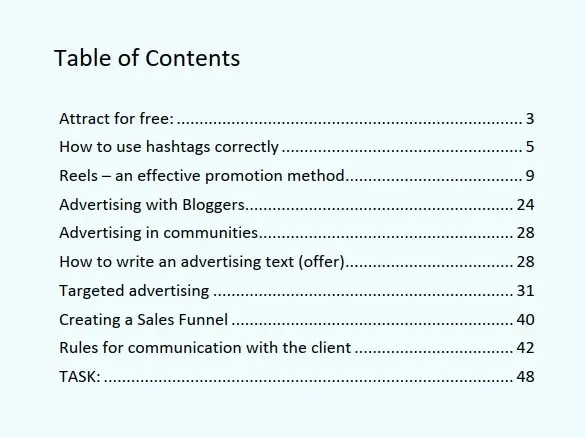 Table of Contents
Attract for free: ........................................................................... 3
How to use hashtags correctly .................................................... 5
Reels – an effective promotion method....................................... 9
Advertising with Bloggers.......................................................... 24
Advertising in communities....................................................... 28
How to write an advertising text (offer).................................... 28
Targeted advertising ................................................................. 31
Creating a Sales Funnel ............................................................. 40
Rules for communication with the client .................................. 42
TASK: ......................................................................................... 48